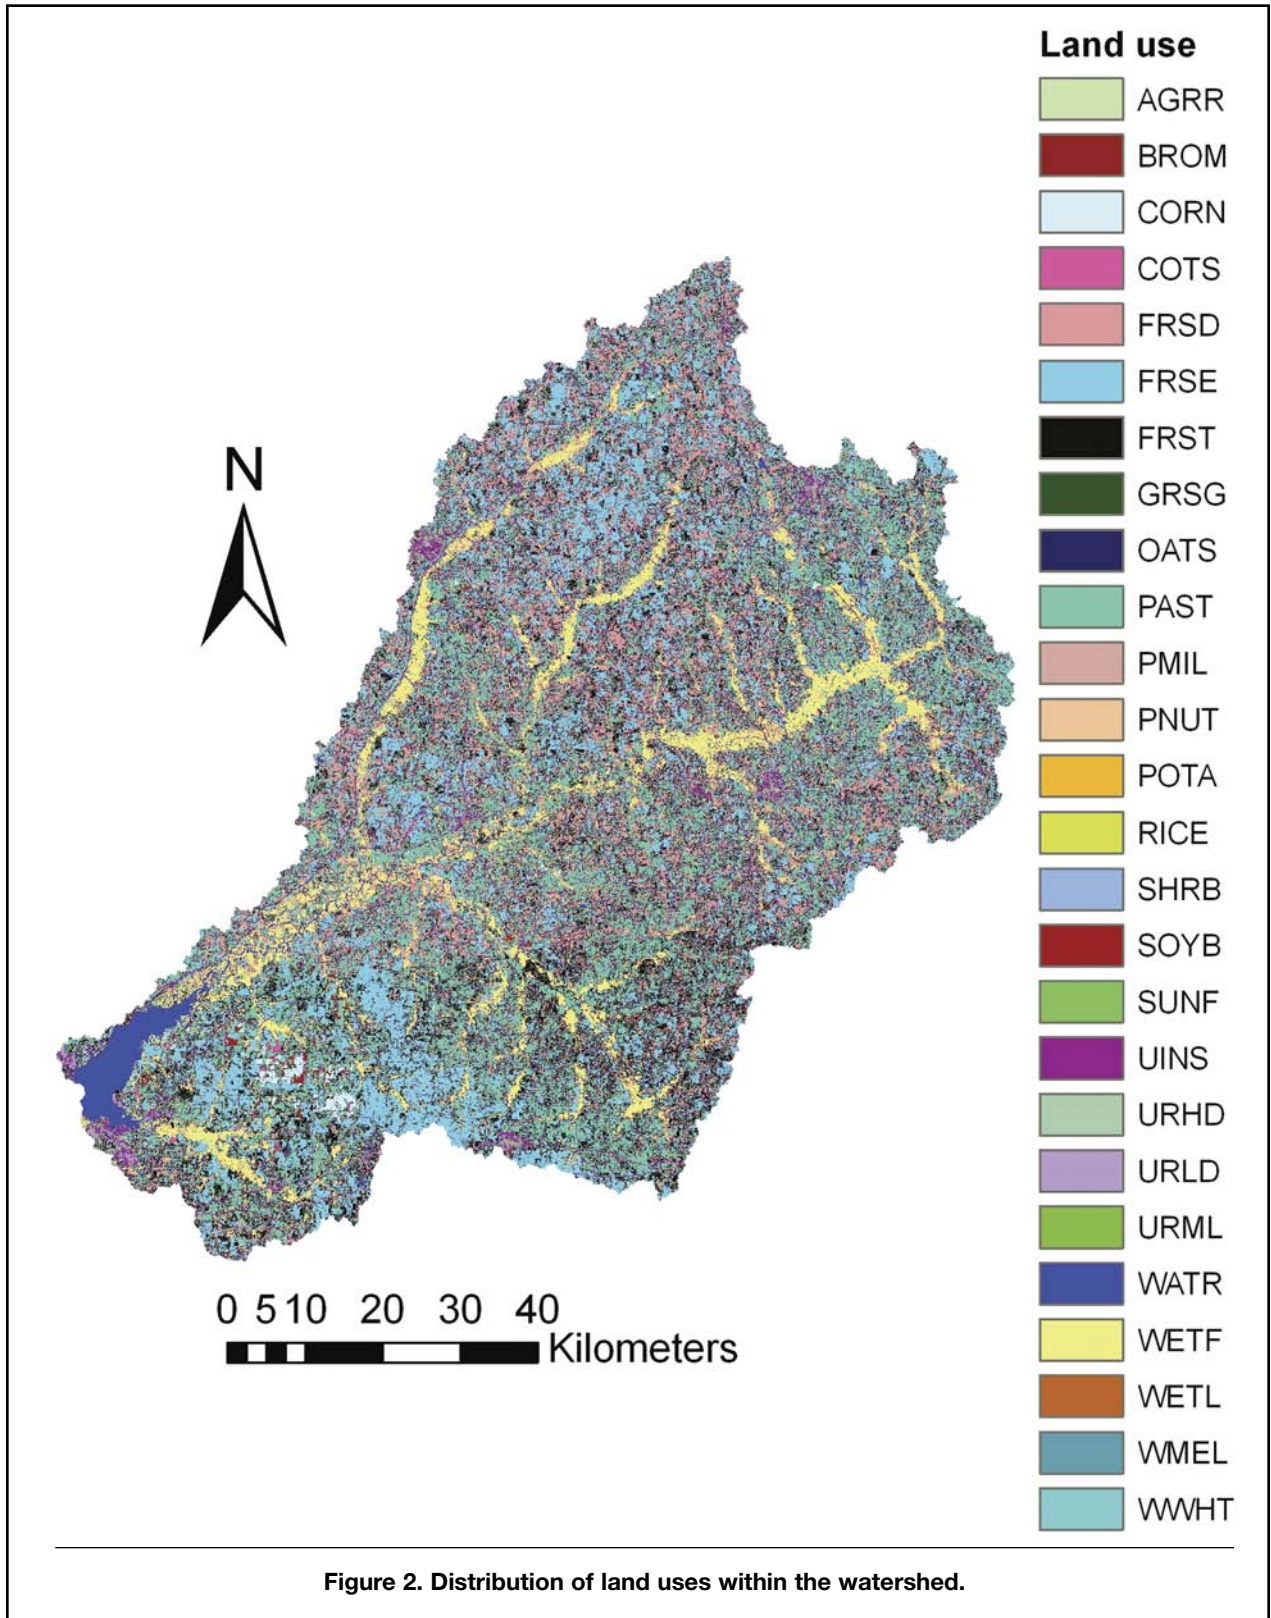 Land use
AGRR
BROM
CORN
COTS
FRSD
FRSE
FRST
GRSG
OATS
PAST
PMIL
PNUT
POTA
RICE
SHRB
SOYB
SUNF
UINS
URHD
URLD
URML
WATR
WETF
WETL
WMEL
WWHT
N
0 5 10 20 30 40
Kilometers
Figure 2. Distribution of land uses within the watershed.